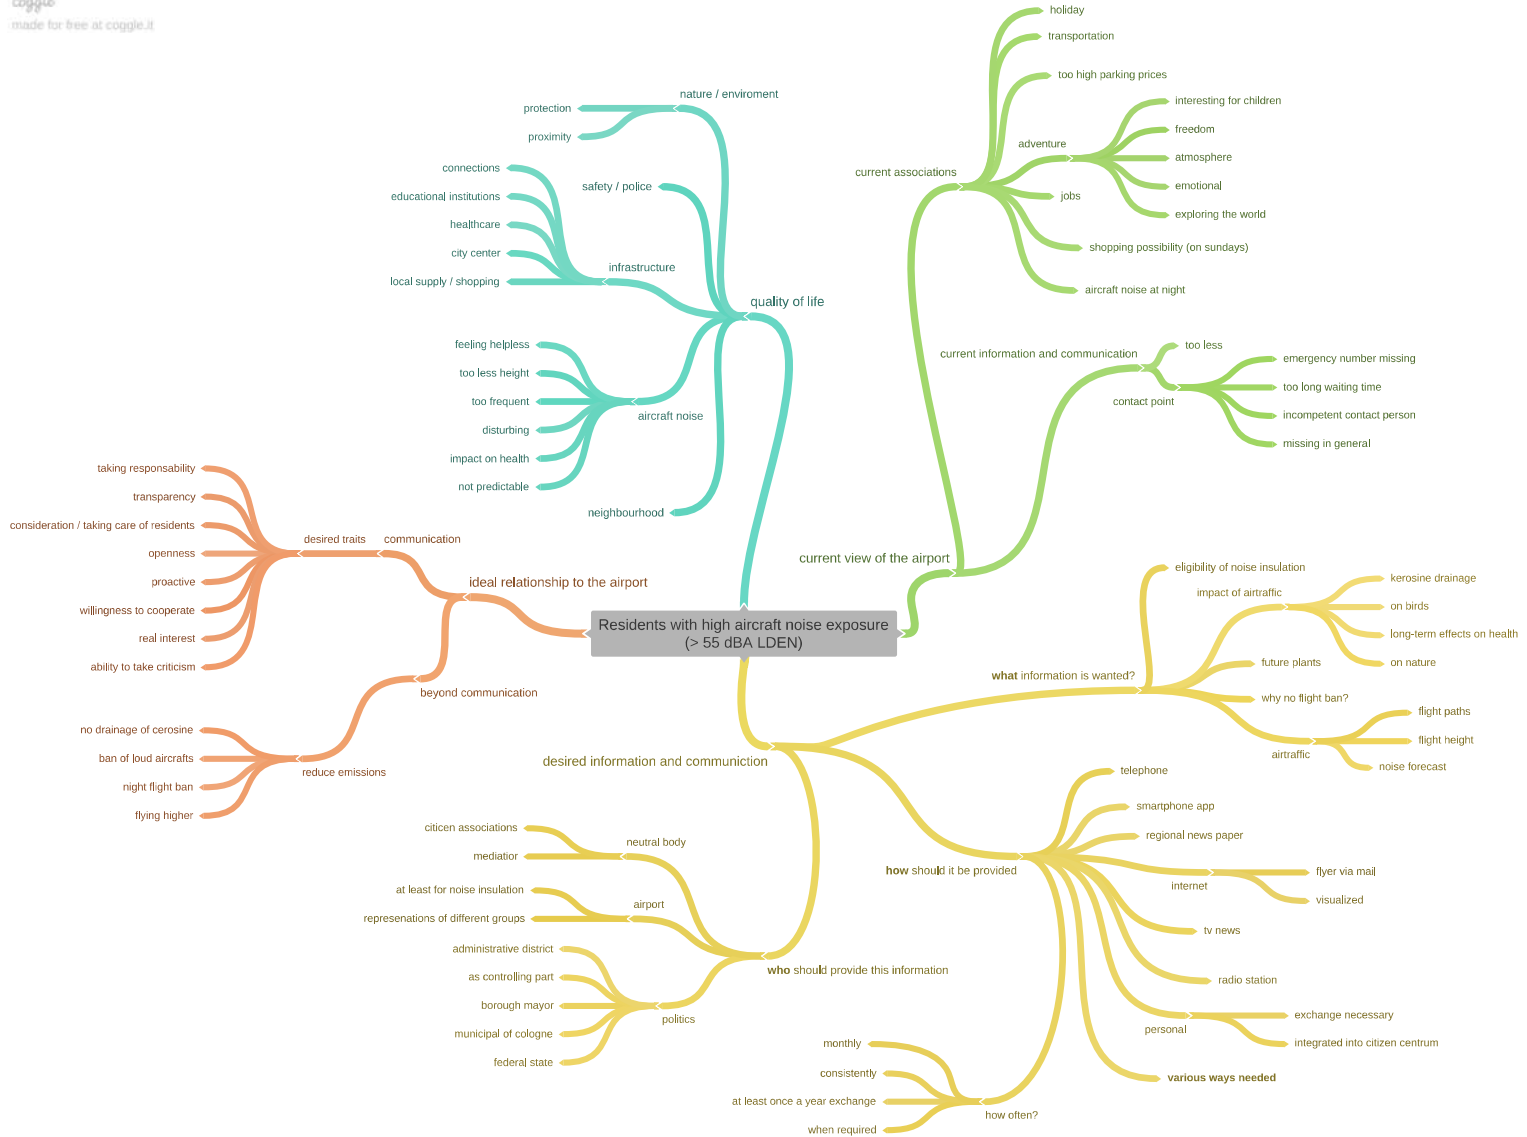 coggle
made for free at coggle.it
holiday
transportation
too high parking prices
adventure
interesting for children
freedom
atmosphere
emotional
exploring the world
current associations
jobs
shopping possibility (on sundays)
aircraft noise at night
current information and communication
too less
contact point
emergency number missing
too long waiting time
incompetent contact person
missing in general
current view of the airport
nature / enviroment
protection
proximity
safety / police
connections
educational institutions
healthcare
city center
local supply / shopping
infrastructure
quality of life
feeling helpless
too less height
too frequent
disturbing
impact on health
not predictable
aircraft noise
neighbourhood
taking responsability
transparency
consideration / taking care of residents
openness
proactive
willingness to cooperate
real interest
ability to take criticism
desired traits
communication
ideal relationship to the airport
beyond communication
no drainage of cerosine
ban of loud aircrafts
night flight ban
flying higher
reduce emissions
Residents with high aircraft noise exposure
(> 55 dBA LDEN)
desired information and communiction
what information is wanted?
eligibility of noise insulation
impact of airtraffic
kerosine drainage
on birds
long-term effects on health
on nature
future plants
why no flight ban?
airtraffic
flight paths
flight height
noise forecast
how should it be provided
telephone
smartphone app
regional news paper
internet
flyer via mail
visualized
tv news
radio station
personal
exchange necessary
integrated into citizen centrum
various ways needed
how often?
monthly
consistently
at least once a year exchange
when required
who should provide this information
neutral body
citicen associations
mediatior
airport
at least for noise insulation
represenations of different groups
politics
administrative district
as controlling part
borough mayor
municipal of cologne
federal state